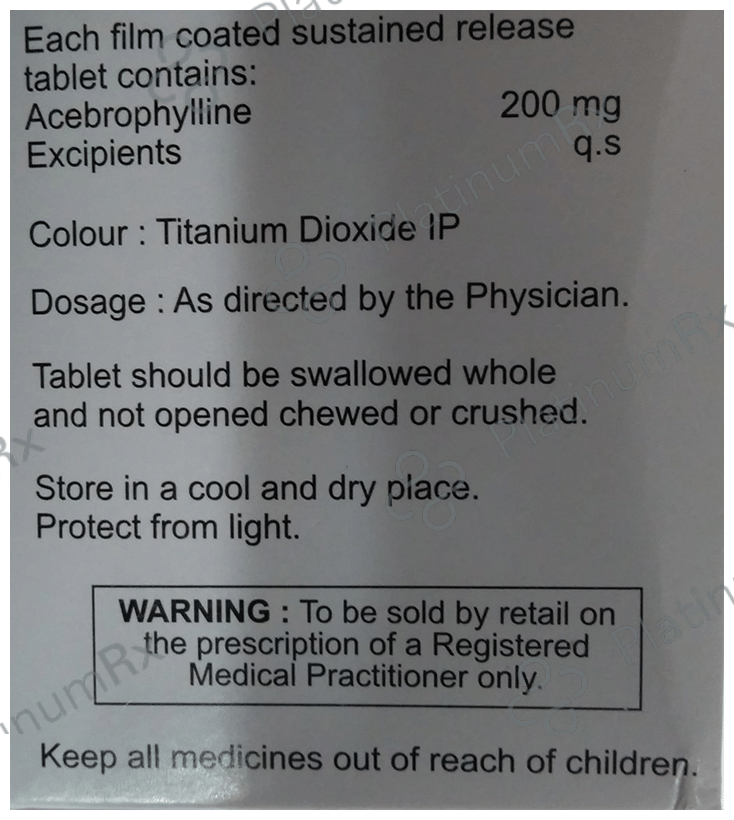 Each film coated sustained release
tablet contains:
Acebrophylline 200 mg
Excipients q.s
Colour : Titanium Dioxide IP
Dosage : As directed by the Physician.
Tablet should be swallowed whole
and not opened chewed or crushed.
Store in a cool and dry place.
Protect from light.
WARNING : To be sold by retail on
the prescription of a Registered
Medical Practitioner only.
Keep all medicines out of reach of children.
PlatinumRx
PlatinumRx